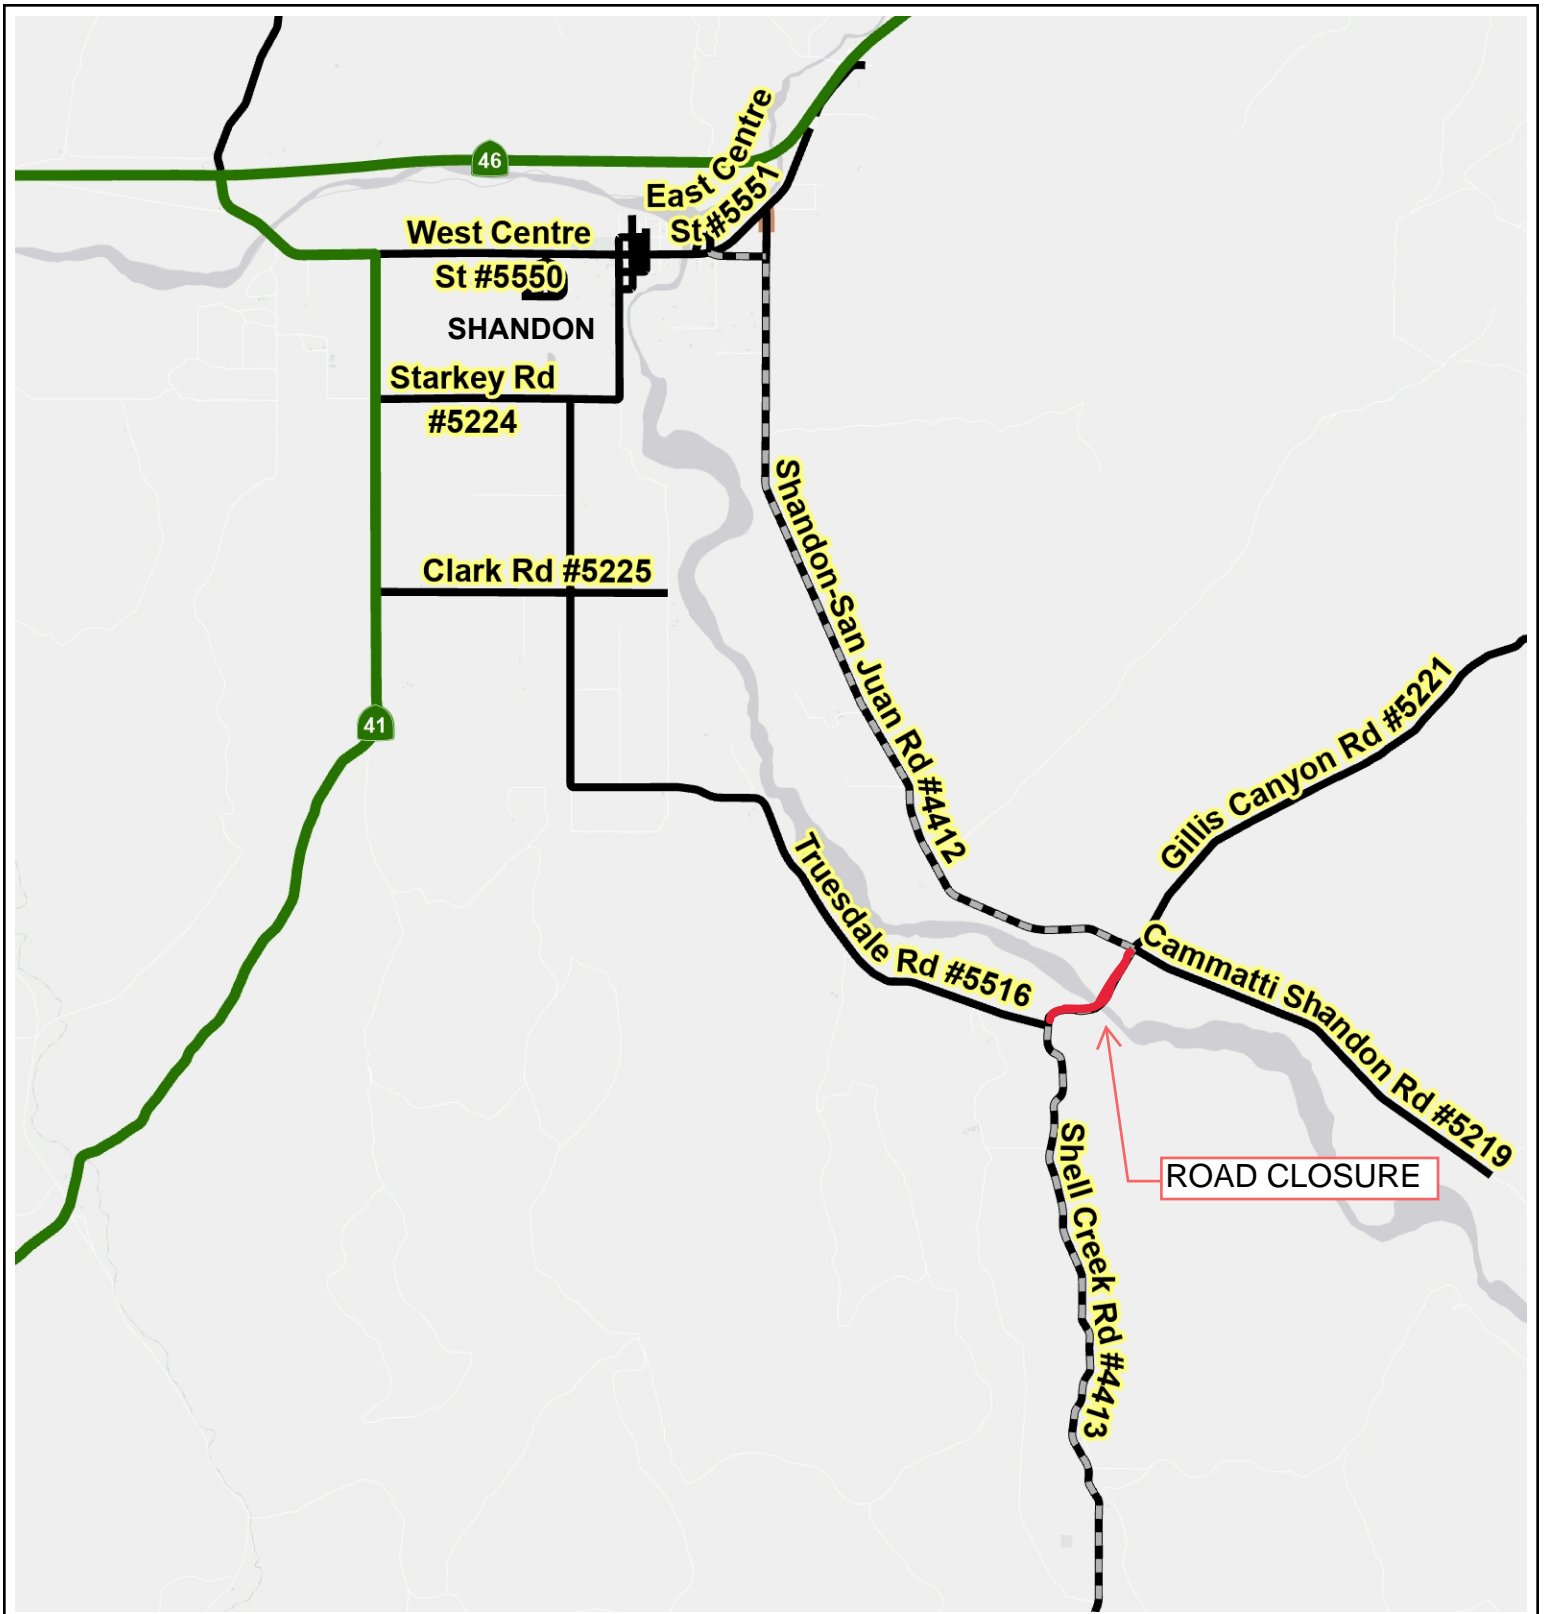 46
East Centre
St #5551
West Centre
St #5550
SHANDON
Starkey Rd
#5224
Clark Rd #5225
Shandon-San Juan Rd #4412
41
Gillis Canyon Rd #5221
Truesdale Rd #5516
Cammatti Shandon Rd #5219
ROAD CLOSURE
Shell Creek Rd #4413